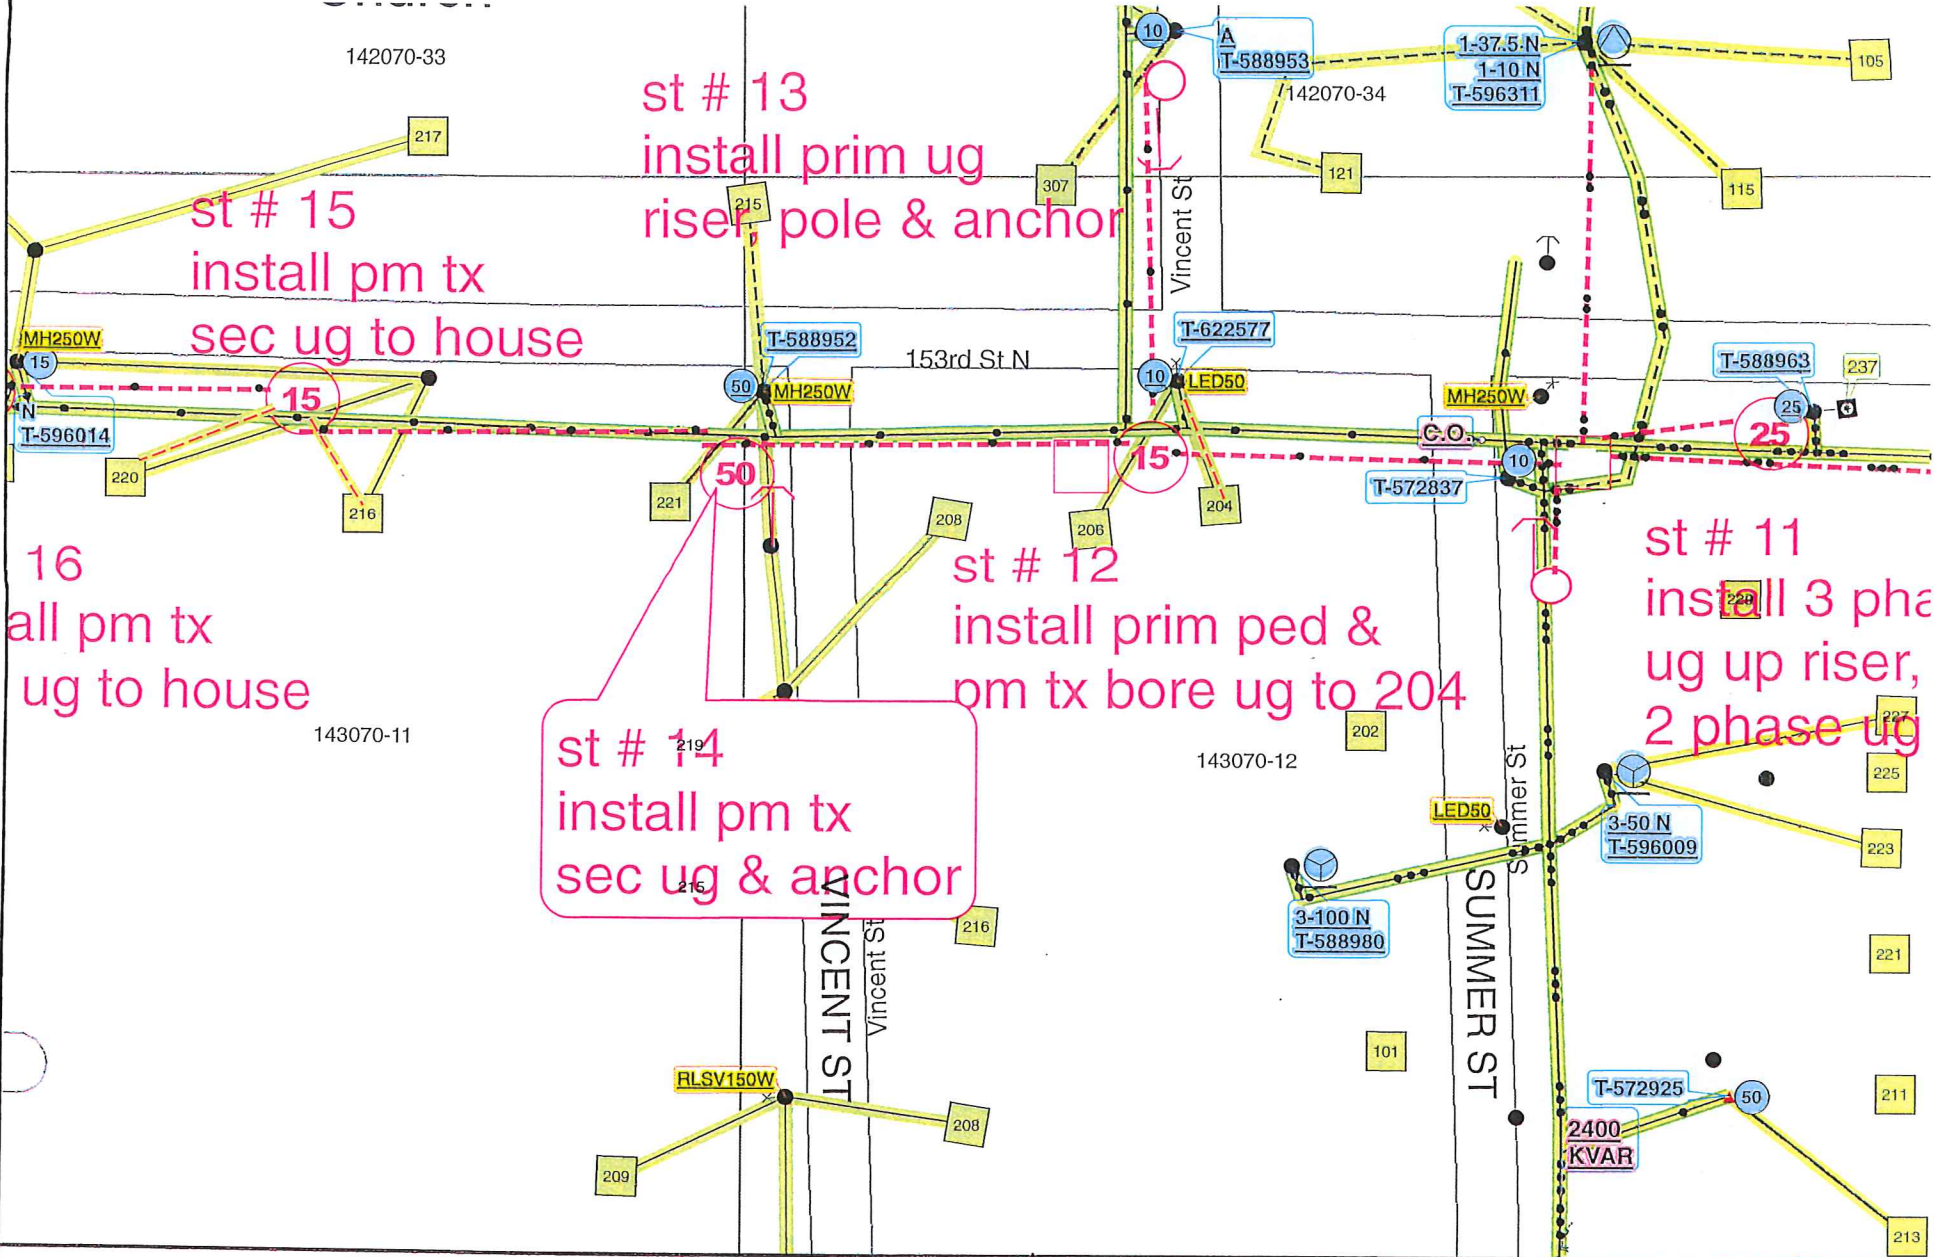 142070-33
st # 13
install prim ug
riser, pole & anchor
10
A
T-588953
142070-34
1-37.5 N
1-10 N
T-596311
105
217
307
121
115
215
Vincent St
st # 15
install pm tx
sec ug to house
MH250W
15
N
T-596014
15
T-588952
50
MH250W
153rd St N
T-622577
10
LED50
MH250W
T-588963
237
25
25
C.O.
10
T-572837
220
216
221
50
208
206
15
204
16
all pm tx
ug to house
st # 12
install prim ped &
pm tx bore ug to 204
st # 11
install 3 pha
ug up riser,
2 phase ug
227
143070-11
143070-12
202
225
st # 14
install pm tx
sec ug & anchor
219
215
216
Summer St
LED50
3-50 N
T-596009
223
3-100 N
T-588980
VINCENT ST
Vincent St
SUMMER ST
221
101
RLSV150W
208
209
T-572925
50
211
2400
KVAR
213